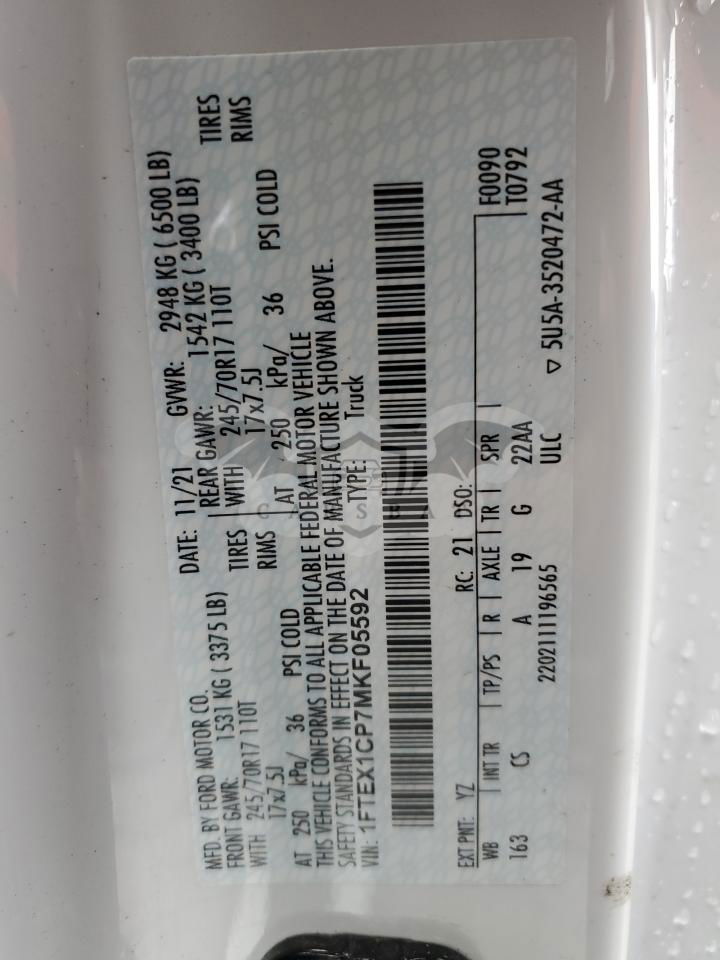 MFD. BY FORD MOTOR CO.
DATE: 11/21
GVWR: 2948 KG ( 6500 LB)
FRONT GAWR: 1531 KG ( 3375 LB)
REAR GAWR: 1542 KG ( 3400 LB)
WITH 245/70R17 110T TIRES
WITH 245/70R17 110T TIRES
17x7.5J RIMS
17x7.5J RIMS
AT 250 kPa/ 36 PSI COLD
AT 250 kPa/ 36 PSI COLD
THIS VEHICLE CONFORMS TO ALL APPLICABLE FEDERAL MOTOR VEHICLE
SAFETY STANDARDS IN EFFECT ON THE DATE OF MANUFACTURE SHOWN ABOVE.
VIN: 1FTEX1CP7MKF05592
TYPE: Truck
EXT PNT: YZ RC: 21 DSO: F0090
WB INT TR TP/PS R AXLE TR SPR T0792
163 CS A 19 G 22AA
2202111196565 ULC ▽ 5U5A-3520472-AA